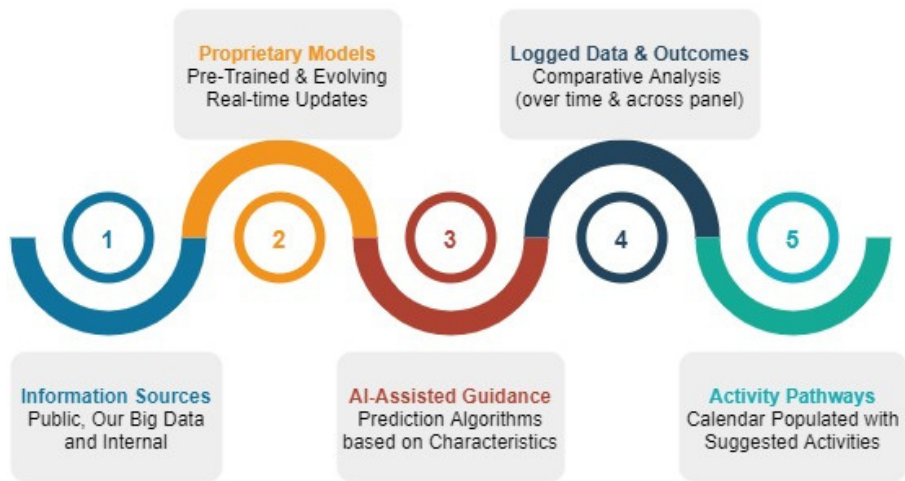 Proprietary Models
Pre-Trained & Evolving
Real-time Updates
Logged Data & Outcomes
Comparative Analysis
(over time & across panel)
1
2
3
4
5
Information Sources
Public, Our Big Data
and Internal
AI-Assisted Guidance
Prediction Algorithms
based on Characteristics
Activity Pathways
Calendar Populated with
Suggested Activities